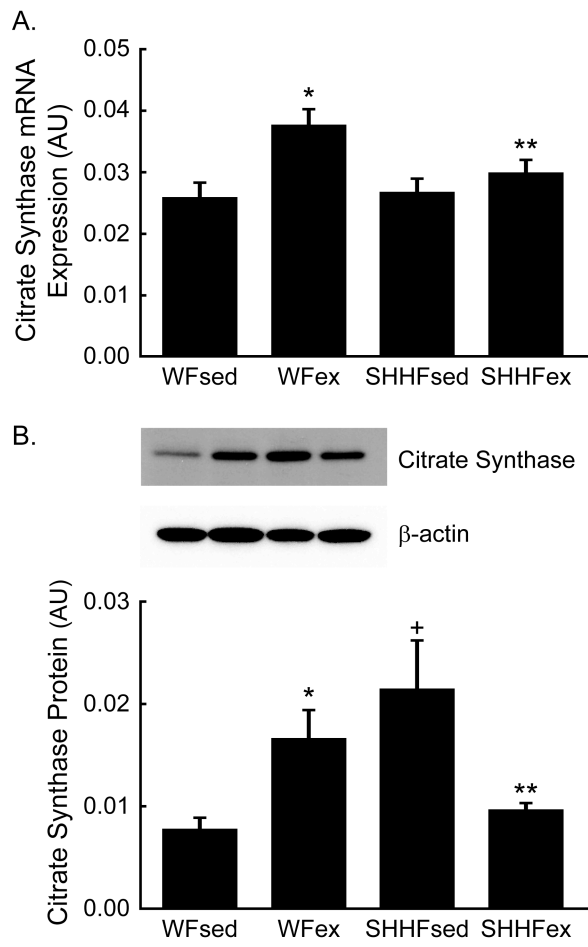 A.
Citrate Synthase mRNA
Expression (AU)
0.05
0.04
0.03
0.02
0.01
0.00
*
**
WFsed WFex SHHFsed SHHFex
B.
Citrate Synthase
β-actin
Citrate Synthase Protein (AU)
0.03
0.02
0.01
0.00
*
+
**
WFsed WFex SHHFsed SHHFex